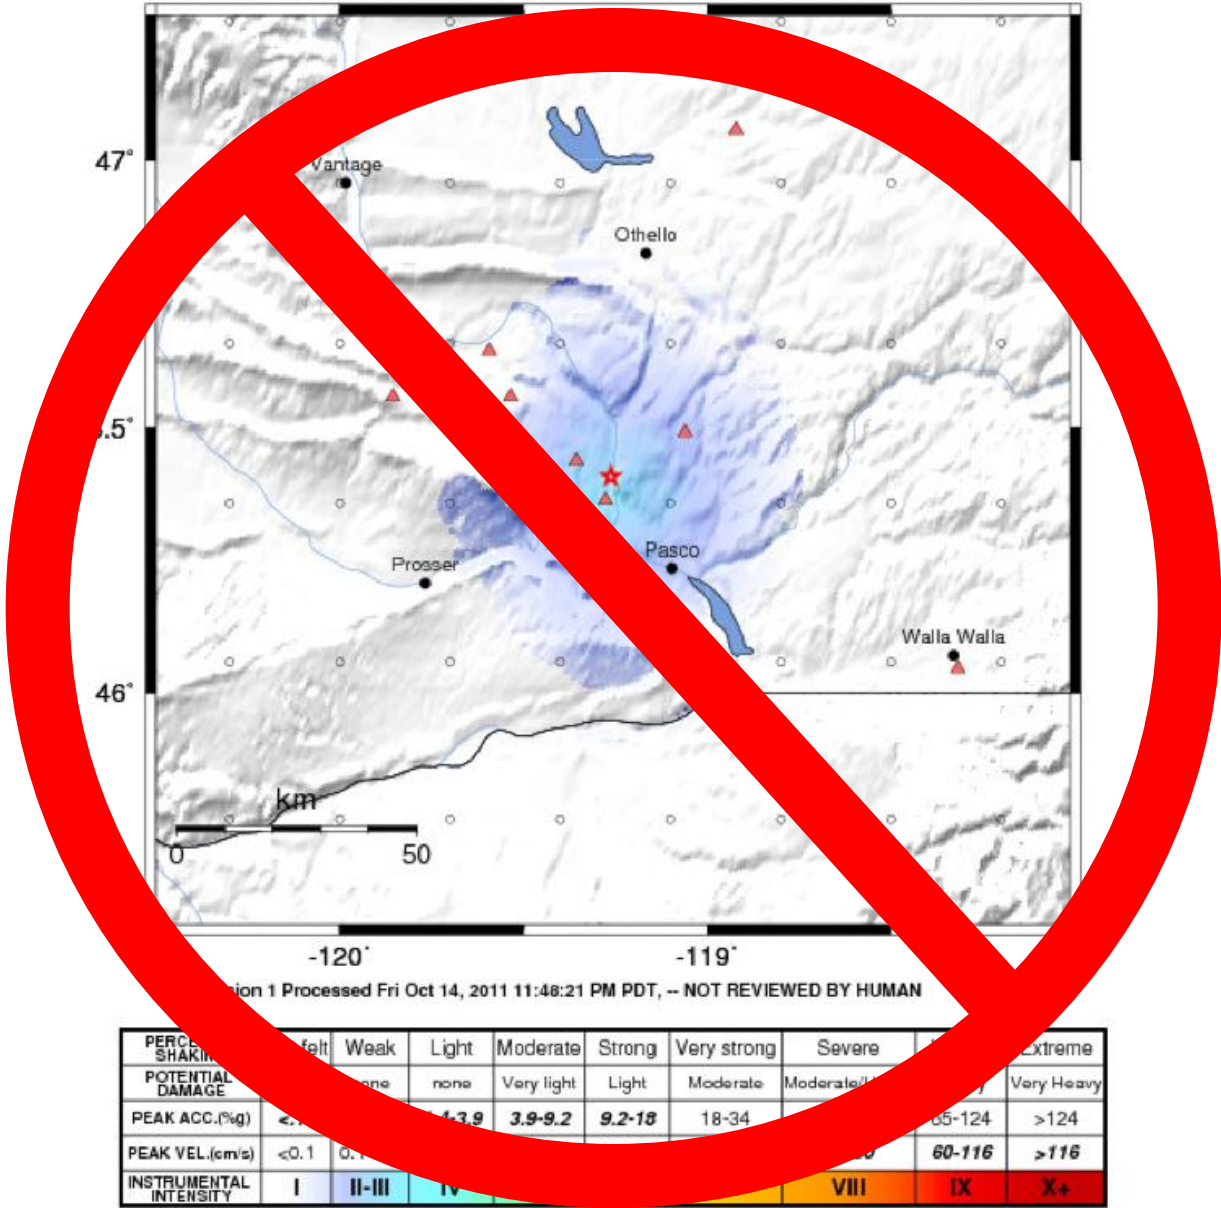 47°
Vantage
Othello
.5°
Pasco
Prosser
Walla Walla
46°
km
0 50
-120° -119°
ion 1 Processed Fri Oct 14, 2011 11:48:21 PM PDT, -- NOT REVIEWED BY HUMAN
felt Weak Light Moderate Strong Very strong Severe Extreme
SHAKIN
POTENTIAL none Very light Light Moderate Moderate/ Very Heavy
DAMAGE
PEAK ACC.(%g) 3.9-9.2 9.2-18 18-34 65-124 >124
PEAK VEL.(cm/s) <0.1 60-116 >116
INSTRUMENTAL I II-III IV VIII IX X+
INTENSITY